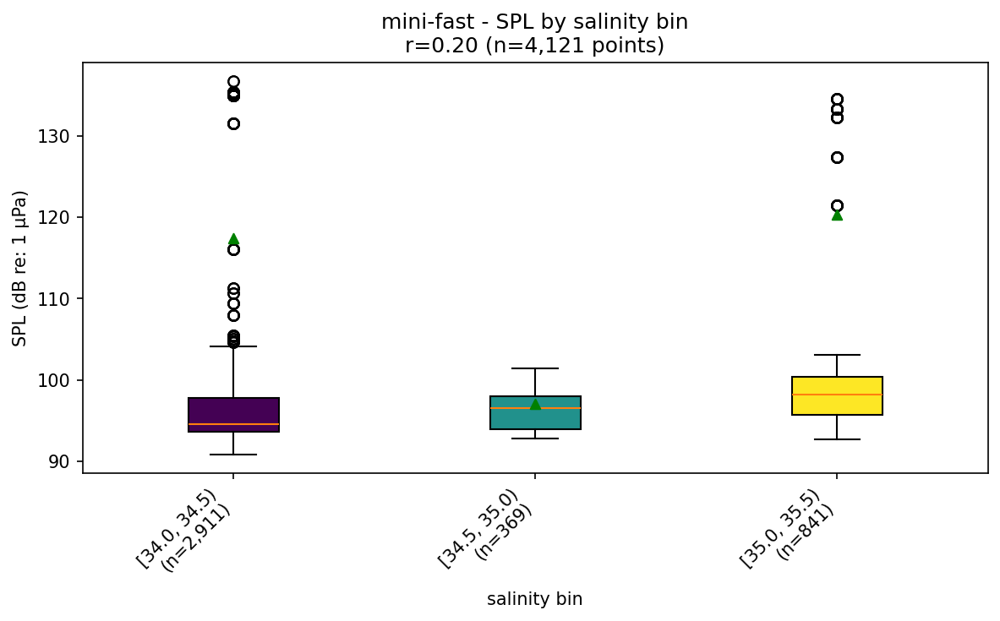 mini-fast - SPL by salinity bin
r=0.20 (n=4,121 points)
SPL (dB re: 1 µPa)
130
120
110
100
90
[34.0, 34.5)
(n=2,911)
[34.5, 35.0)
(n=369)
[35.0, 35.5)
(n=841)
salinity bin